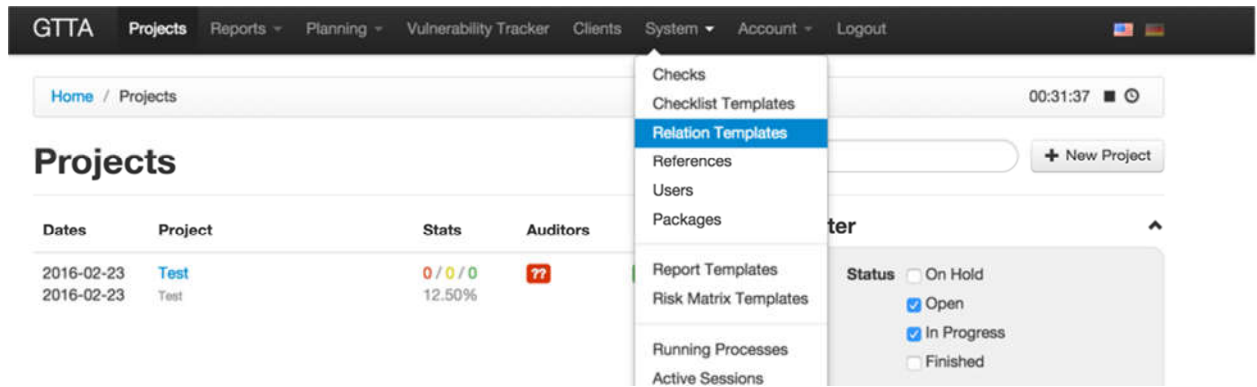 GTTA Projects Reports Planning Vulnerability Tracker Clients System Account Logout
Home / Projects
00:31:37
Checks
Checklist Templates
Relation Templates
References
Users
Packages
Report Templates
Risk Matrix Templates
Running Processes
Active Sessions
Projects
+ New Project
Dates Project Stats Auditors
2016-02-23 Test 0 / 0 / 0 ??
2016-02-23 Test 12.50%
ter
Status On Hold
Open
In Progress
Finished